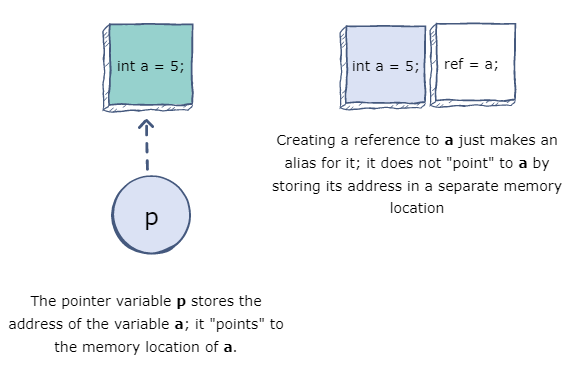 int a = 5;
p
The pointer variable p stores the
address of the variable a; it "points" to
the memory location of a.
int a = 5;
ref = a;
Creating a reference to a just makes an
alias for it; it does not "point" to a by
storing its address in a separate memory
location